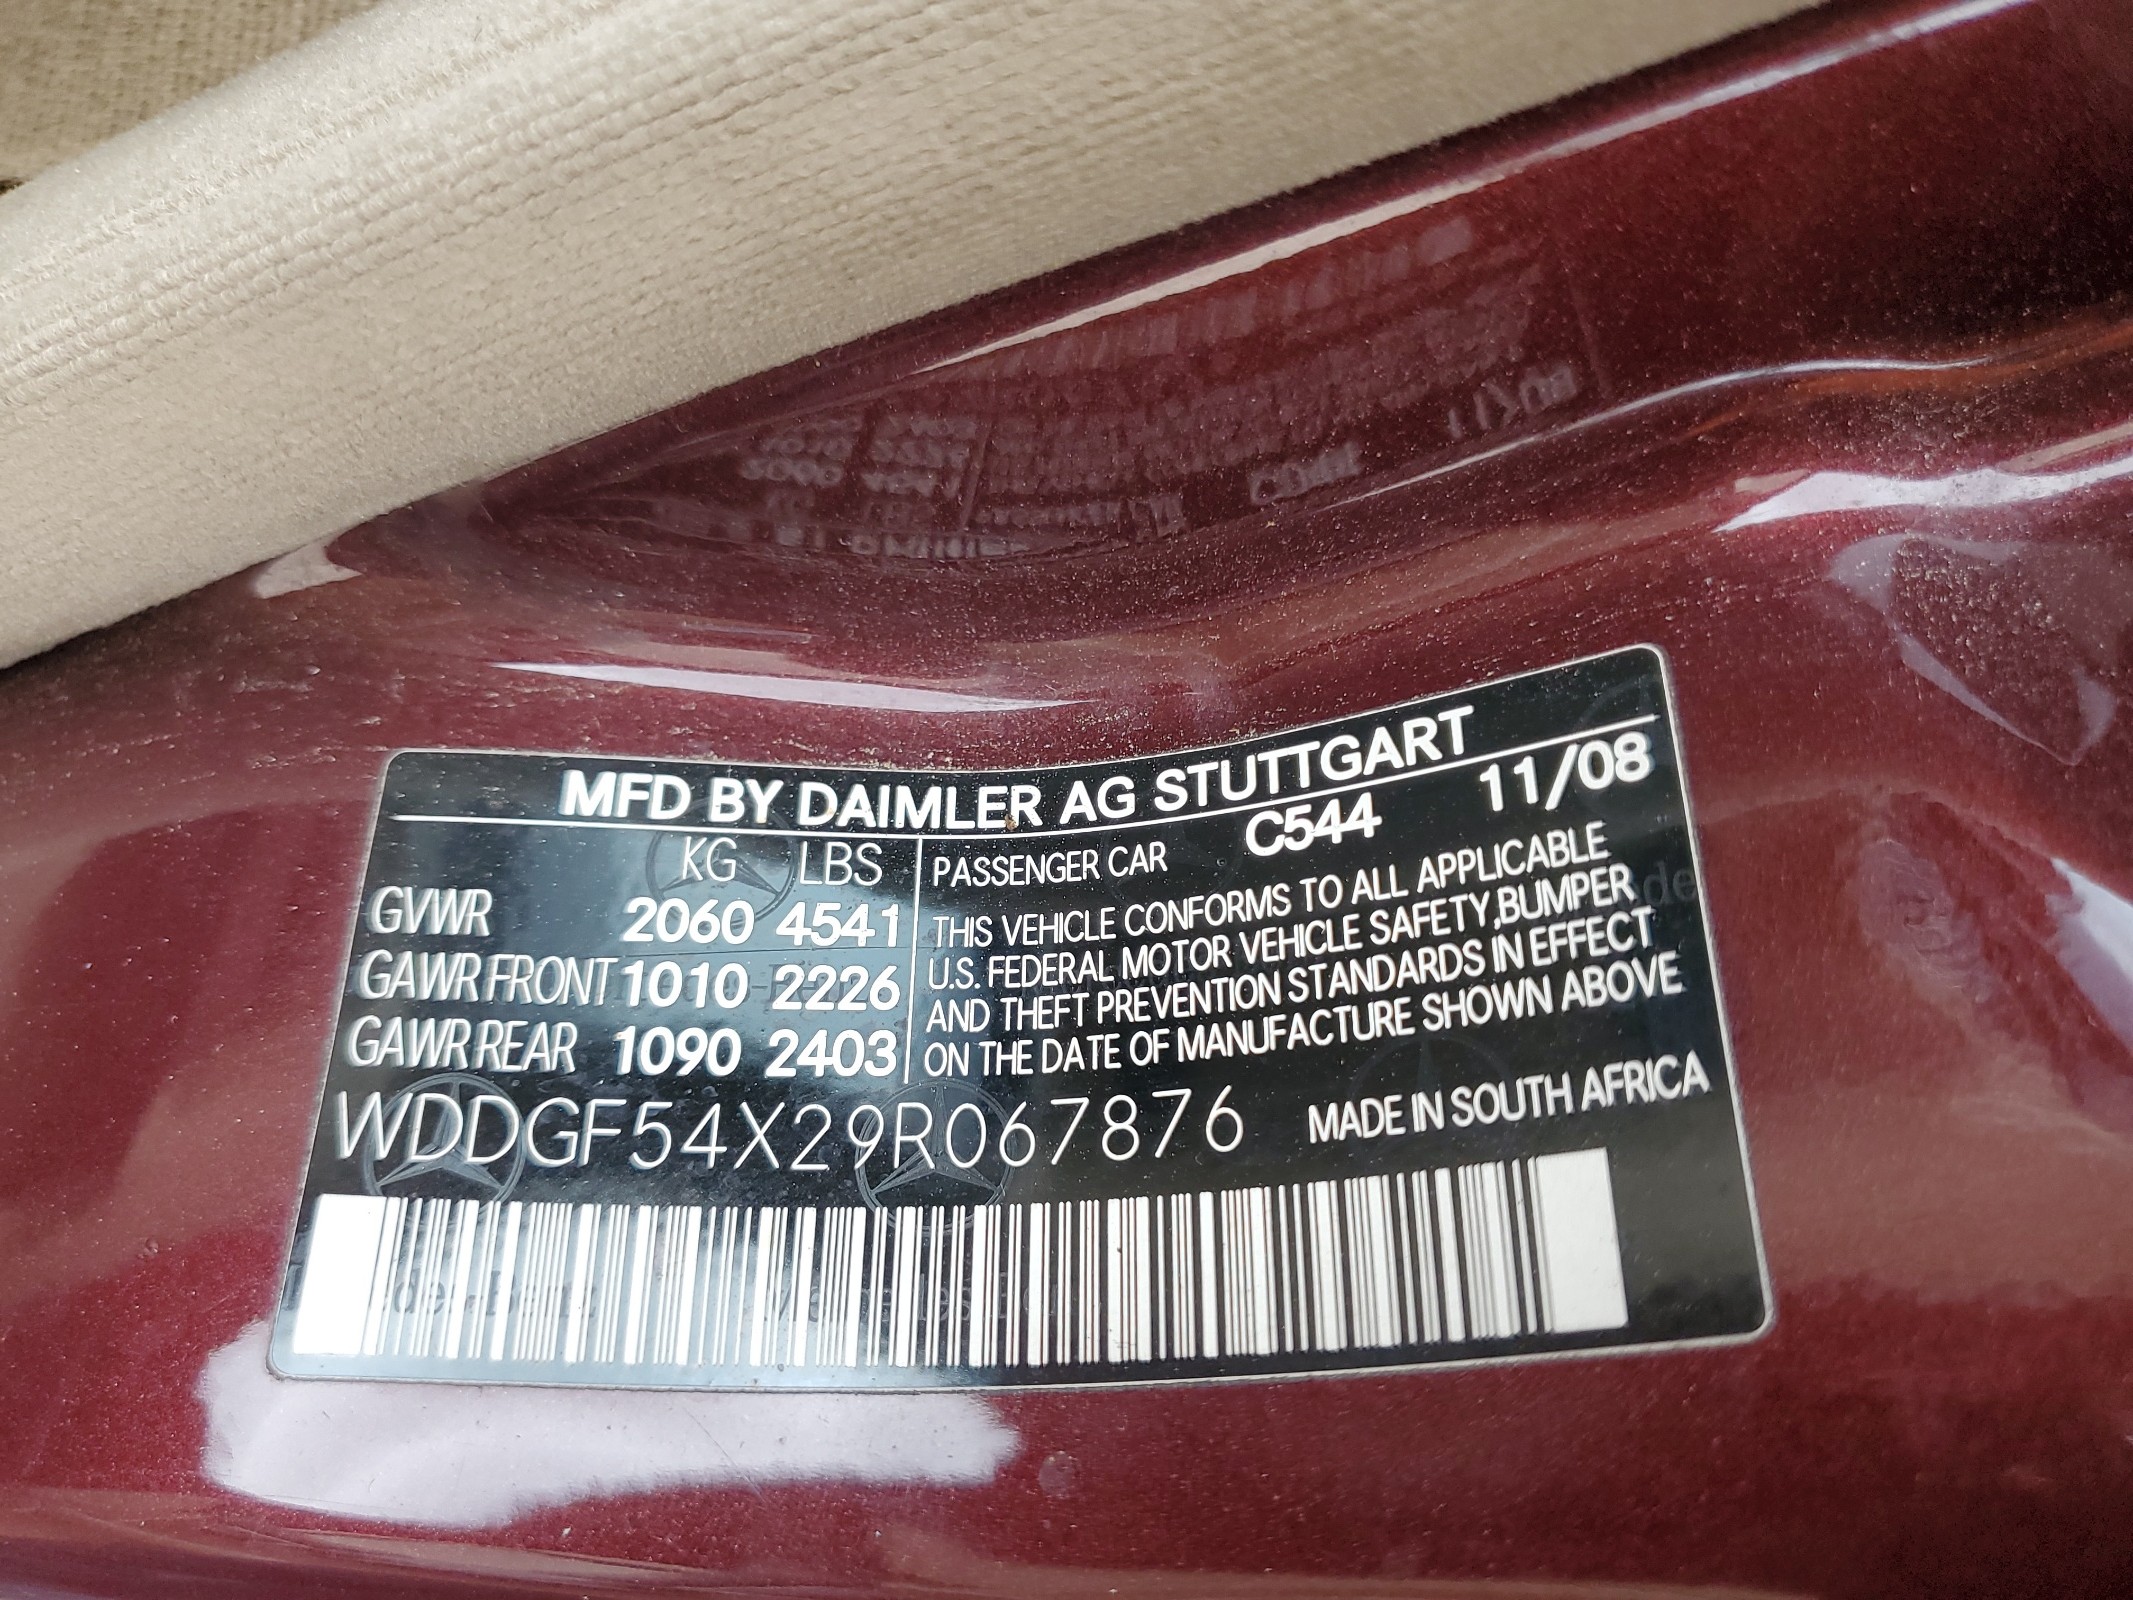 MFD BY DAIMLER AG STUTTGART
C544 11/08
KG LBS
GVWR 2060 4541
GAWR FRONT 1010 2226
GAWR REAR 1090 2403
PASSENGER CAR
THIS VEHICLE CONFORMS TO ALL APPLICABLE
U.S. FEDERAL MOTOR VEHICLE SAFETY,BUMPER
AND THEFT PREVENTION STANDARDS IN EFFECT
ON THE DATE OF MANUFACTURE SHOWN ABOVE
WDDGF54X29R067876 MADE IN SOUTH AFRICA